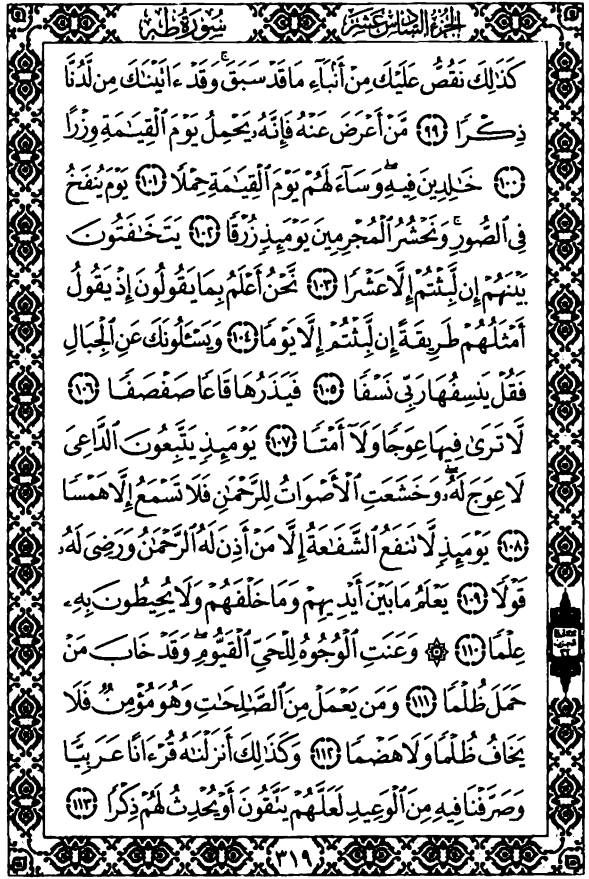 الجزء السادس عشر سورة طه
كَذَٰلِكَ نَقُصُّ عَلَيْكَ مِنْ أَنۢبَآءِ مَا قَدْ سَبَقَ ۚ وَقَدْ ءَاتَيْنَٰكَ مِن لَّدُنَّا
ذِكْرًا ٩٩ مَّنْ أَعْرَضَ عَنْهُ فَإِنَّهُۥ يَحْمِلُ يَوْمَ ٱلْقِيَٰمَةِ وِزْرًا
١٠٠ خَٰلِدِينَ فِيهِ ۖ وَسَآءَ لَهُمْ يَوْمَ ٱلْقِيَٰمَةِ حِمْلًا ١٠١ يَوْمَ يُنفَخُ
فِى ٱلصُّورِ ۚ وَنَحْشُرُ ٱلْمُجْرِمِينَ يَوْمَئِذٍ زُرْقًا ١٠٢ يَتَخَٰفَتُونَ
بَيْنَهُمْ إِن لَّبِثْتُمْ إِلَّا عَشْرًا ١٠٣ نَّحْنُ أَعْلَمُ بِمَا يَقُولُونَ إِذْ يَقُولُ
أَمْثَلُهُمْ طَرِيقَةً إِن لَّبِثْتُمْ إِلَّا يَوْمًا ١٠٤ وَيَسْـَٔلُونَكَ عَنِ ٱلْجِبَالِ
فَقُلْ يَنسِفُهَا رَبِّى نَسْفًا ١٠٥ فَيَذَرُهَا قَاعًا صَفْصَفًا ١٠٦
لَّا تَرَىٰ فِيهَا عِوَجًا وَلَآ أَمْتًا ١٠٧ يَوْمَئِذٍ يَتَّبِعُونَ ٱلدَّاعِىَ
لَا عِوَجَ لَهُۥ ۖ وَخَشَعَتِ ٱلْأَصْوَاتُ لِلرَّحْمَٰنِ فَلَا تَسْمَعُ إِلَّا هَمْسًا
١٠٨ يَوْمَئِذٍ لَّا تَنفَعُ ٱلشَّفَٰعَةُ إِلَّا مَنْ أَذِنَ لَهُ ٱلرَّحْمَٰنُ وَرَضِىَ لَهُۥ
قَوْلًا ١٠٩ يَعْلَمُ مَا بَيْنَ أَيْدِيهِمْ وَمَا خَلْفَهُمْ وَلَا يُحِيطُونَ بِهِۦ
عِلْمًا ١١٠ ۞ وَعَنَتِ ٱلْوُجُوهُ لِلْحَىِّ ٱلْقَيُّومِ ۖ وَقَدْ خَابَ مَنْ
حَمَلَ ظُلْمًا ١١١ وَمَن يَعْمَلْ مِنَ ٱلصَّٰلِحَٰتِ وَهُوَ مُؤْمِنٌ فَلَا
يَخَافُ ظُلْمًا وَلَا هَضْمًا ١١٢ وَكَذَٰلِكَ أَنزَلْنَٰهُ قُرْءَانًا عَرَبِيًّا
وَصَرَّفْنَا فِيهِ مِنَ ٱلْوَعِيدِ لَعَلَّهُمْ يَتَّقُونَ أَوْ يُحْدِثُ لَهُمْ ذِكْرًا ١١٣
٣١٩